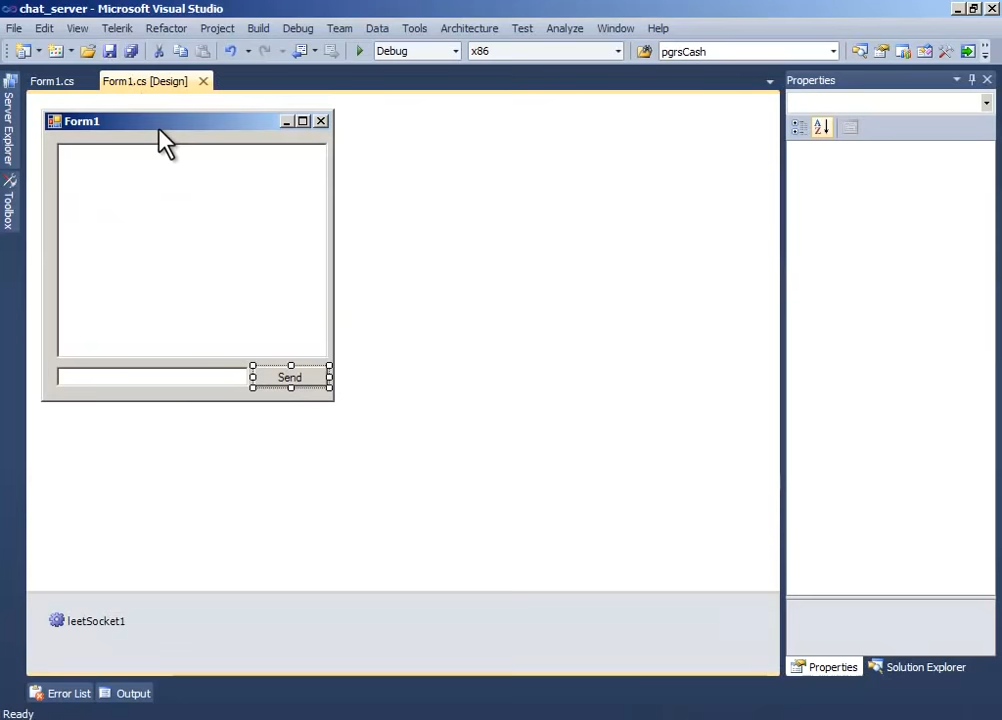 chat_server - Microsoft Visual Studio
File Edit View Telerik Refactor Project Build Debug Team Data Tools Architecture Test Analyze Window Help
Debug x86 pgrsCash
Form1.cs Form1.cs [Design]
Properties
Server Explorer
Toolbox
Form1
Send
leetSocket1
Properties Solution Explorer
Error List Output
Ready